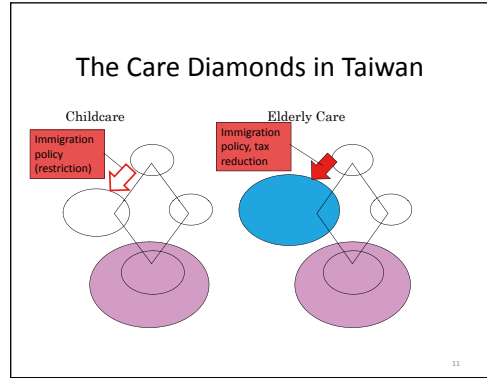 The Care Diamonds in Taiwan
Childcare
Immigration
policy
(restriction)
Elderly Care
Immigration
policy, tax
reduction
11